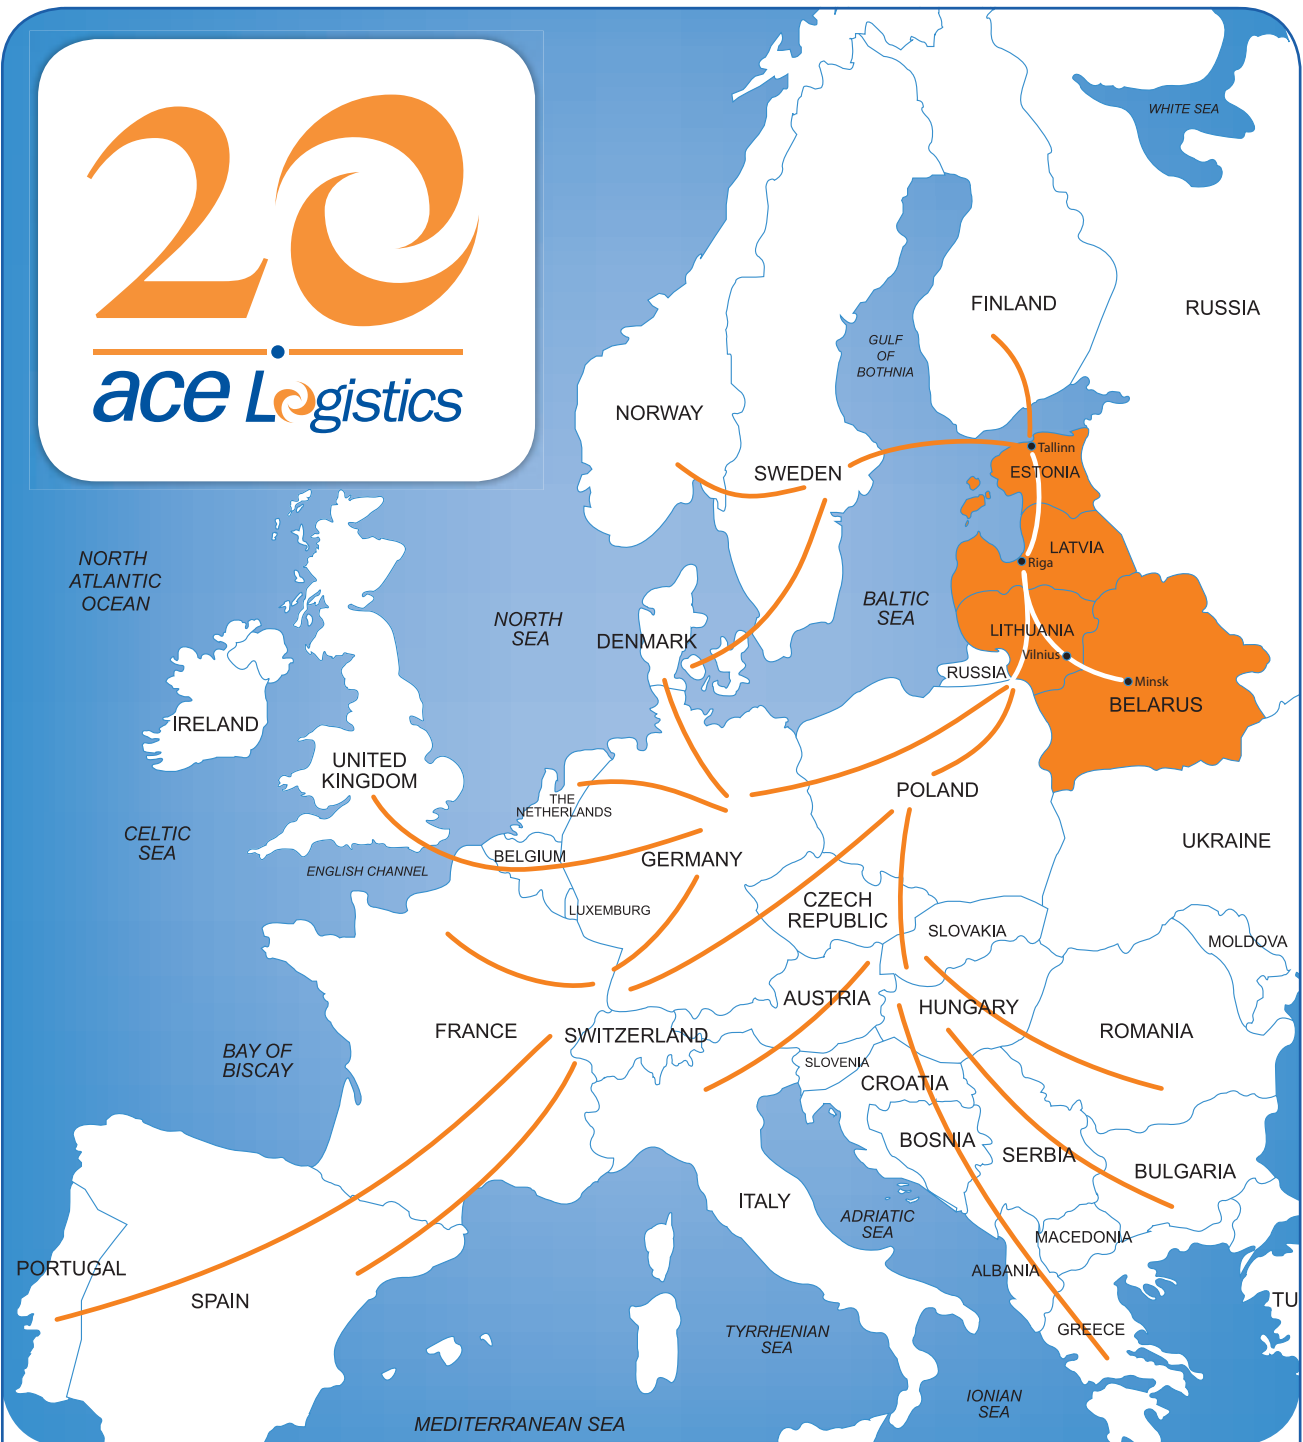 20
ace Logistics
WHITE SEA
FINLAND
RUSSIA
GULF
OF
BOTHNIA
NORWAY
SWEDEN
Tallinn
ESTONIA
LATVIA
Riga
NORTH
ATLANTIC
OCEAN
NORTH
SEA
BALTIC
SEA
DENMARK
LITHUANIA
Vilnius
RUSSIA
Minsk
BELARUS
IRELAND
UNITED
KINGDOM
THE
NETHERLANDS
POLAND
CELTIC
SEA
ENGLISH CHANNEL
BELGIUM
GERMANY
UKRAINE
LUXEMBURG
CZECH
REPUBLIC
SLOVAKIA
MOLDOVA
AUSTRIA
HUNGARY
FRANCE
SWITZERLAND
ROMANIA
BAY OF
BISCAY
SLOVENIA
CROATIA
BOSNIA
SERBIA
BULGARIA
ITALY
ADRIATIC
SEA
MACEDONIA
PORTUGAL
ALBANIA
SPAIN
TU
TYRRHENIAN
SEA
GREECE
IONIAN
SEA
MEDITERRANEAN SEA